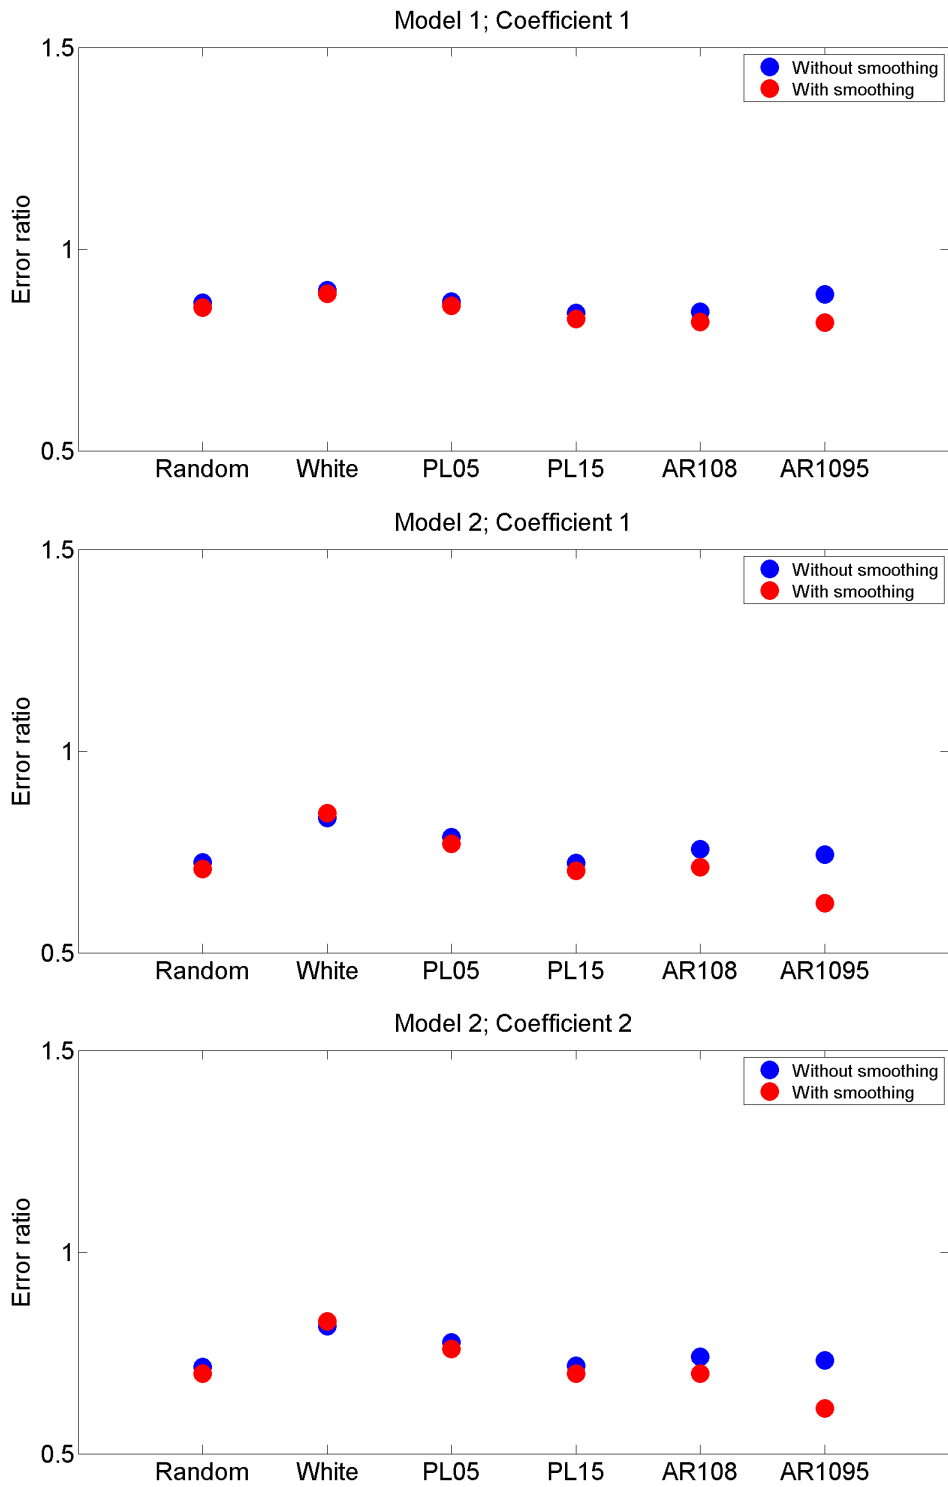 Model 1; Coefficient 1
1.5
Without smoothing
With smoothing
Error ratio
1
0.5
Random White PL05 PL15 AR108 AR1095
Model 2; Coefficient 1
1.5
Without smoothing
With smoothing
Error ratio
1
0.5
Random White PL05 PL15 AR108 AR1095
Model 2; Coefficient 2
1.5
Without smoothing
With smoothing
Error ratio
1
0.5
Random White PL05 PL15 AR108 AR1095